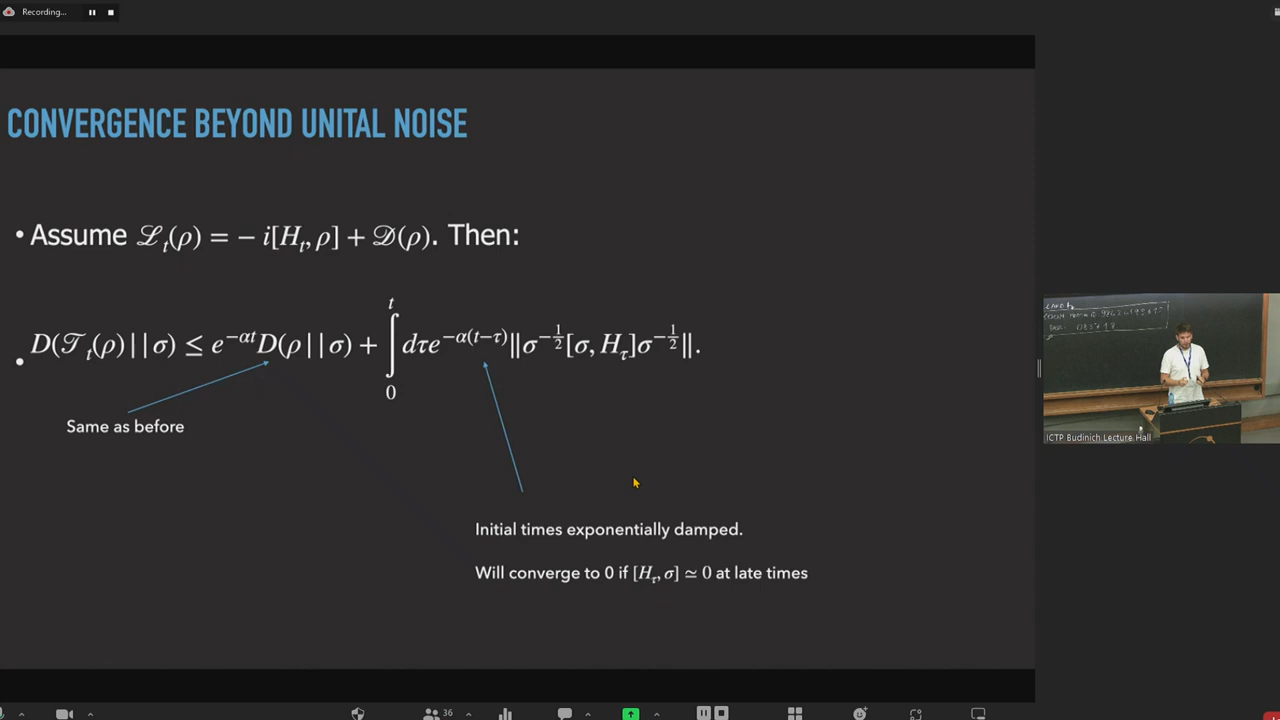 Recording...
CONVERGENCE BEYOND UNITAL NOISE
• Assume ℒ_t(ρ) = − i[H_t, ρ] + 𝒟(ρ). Then:
• D(𝒯_t(ρ)||σ) ≤ e^{−αt}D(ρ||σ) + ∫_0^t dτe^{−α(t−τ)}‖σ^{−1/2}[σ, H_τ]σ^{−1/2}‖.
Same as before
Initial times exponentially damped.
Will converge to 0 if [H_τ, σ] ≃ 0 at late times
ICTP Budinich Lecture Hall
36